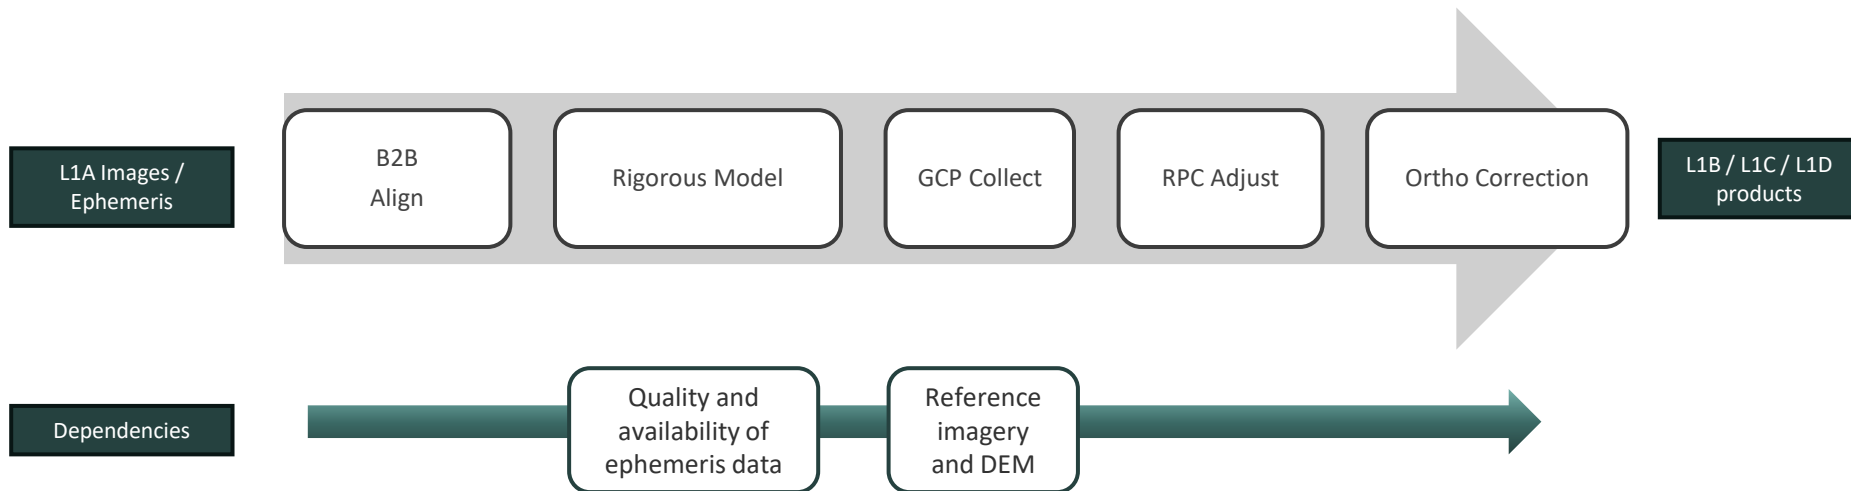 L1A Images /
Ephemeris
B2B
Align
Rigorous Model
GCP Collect
RPC Adjust
Ortho Correction
L1B / L1C / L1D
products
Dependencies
Quality and
availability of
ephemeris data
Reference
imagery
and DEM